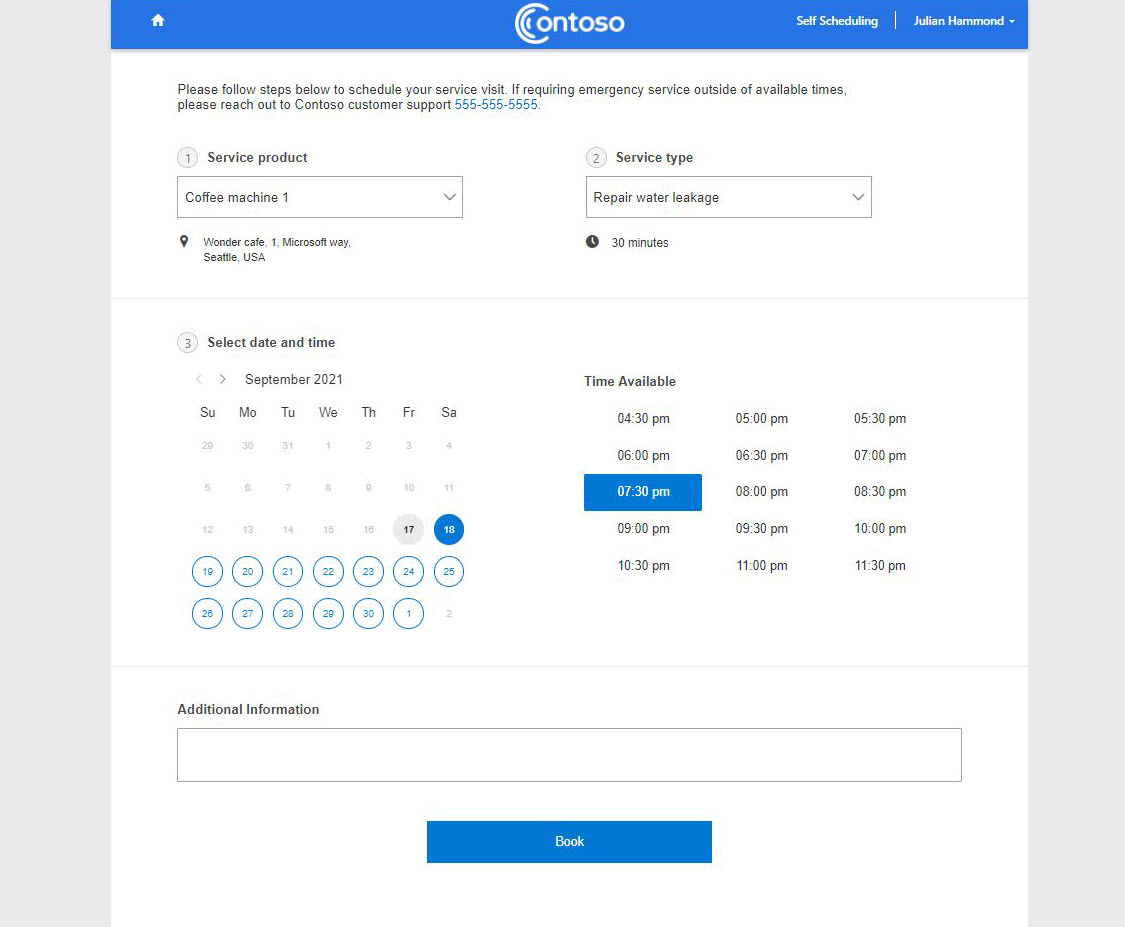 Contoso
Self Scheduling
Julian Hammond
Please follow steps below to schedule your service visit. If requiring emergency service outside of available times,
please reach out to Contoso customer support 555-555-5555.
1 Service product
Coffee machine 1
Wonder cafe, 1, Microsoft way,
Seattle, USA
2 Service type
Repair water leakage
30 minutes
3 Select date and time
September 2021
Su Mo Tu We Th Fr Sa
29 30 31 1 2 3 4
5 6 7 8 9 10 11
12 13 14 15 16 17 18
19 20 21 22 23 24 25
26 27 28 29 30 1 2
Time Available
04:30 pm 05:00 pm 05:30 pm
06:00 pm 06:30 pm 07:00 pm
07:30 pm 08:00 pm 08:30 pm
09:00 pm 09:30 pm 10:00 pm
10:30 pm 11:00 pm 11:30 pm
Additional Information
Book